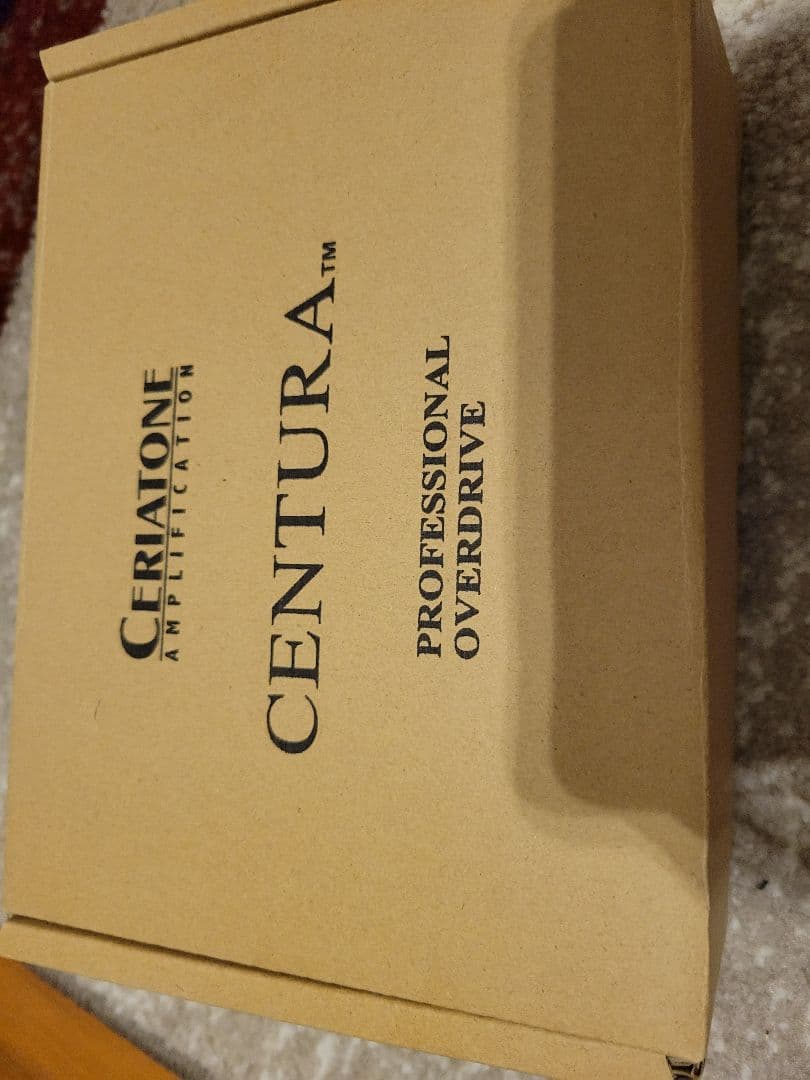 CERIATONE
AMPLIFICATION
CENTURA™
PROFESSIONAL
OVERDRIVE